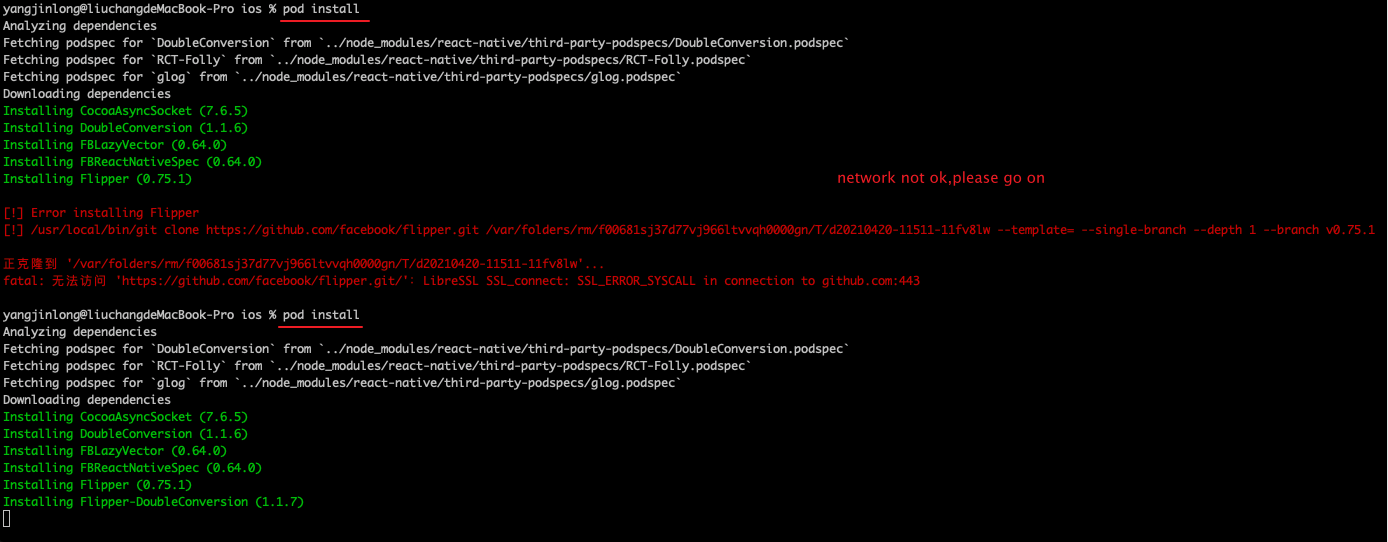 yangjinlong@liuchangdeMacBook-Pro ios % pod install
Analyzing dependencies
Fetching podspec for `DoubleConversion` from `../node_modules/react-native/third-party-podspecs/DoubleConversion.podspec`
Fetching podspec for `RCT-Folly` from `../node_modules/react-native/third-party-podspecs/RCT-Folly.podspec`
Fetching podspec for `glog` from `../node_modules/react-native/third-party-podspecs/glog.podspec`
Downloading dependencies
Installing CocoaAsyncSocket (7.6.5)
Installing DoubleConversion (1.1.6)
Installing FBLazyVector (0.64.0)
Installing FBReactNativeSpec (0.64.0)
Installing Flipper (0.75.1)
network not ok,please go on
[!] Error installing Flipper
[!] /usr/local/bin/git clone https://github.com/facebook/flipper.git /var/folders/rm/f00681sj37d77vj966ltvvqh0000gn/T/d20210420-11511-11fv8lw --template= --single-branch --depth 1 --branch v0.75.1
正克隆到 '/var/folders/rm/f00681sj37d77vj966ltvvqh0000gn/T/d20210420-11511-11fv8lw'...
fatal: 无法访问 'https://github.com/facebook/flipper.git/'：LibreSSL SSL_connect: SSL_ERROR_SYSCALL in connection to github.com:443
yangjinlong@liuchangdeMacBook-Pro ios % pod install
Analyzing dependencies
Fetching podspec for `DoubleConversion` from `../node_modules/react-native/third-party-podspecs/DoubleConversion.podspec`
Fetching podspec for `RCT-Folly` from `../node_modules/react-native/third-party-podspecs/RCT-Folly.podspec`
Fetching podspec for `glog` from `../node_modules/react-native/third-party-podspecs/glog.podspec`
Downloading dependencies
Installing CocoaAsyncSocket (7.6.5)
Installing DoubleConversion (1.1.6)
Installing FBLazyVector (0.64.0)
Installing FBReactNativeSpec (0.64.0)
Installing Flipper (0.75.1)
Installing Flipper-DoubleConversion (1.1.7)